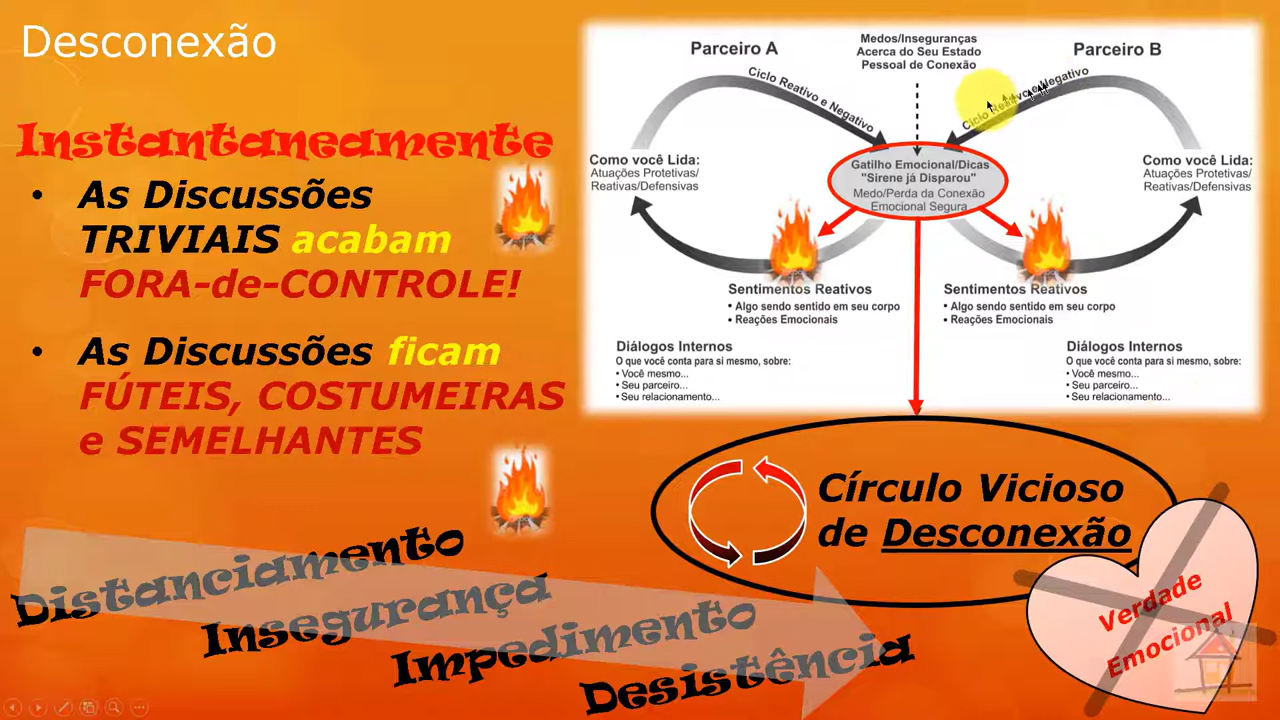 Desconexão
Instantaneamente
• As Discussões
TRIVIAIS acabam
FORA-de-CONTROLE!
• As Discussões ficam
FÚTEIS, COSTUMEIRAS
e SEMELHANTES
Distanciamento
Insegurança
Impedimento
Desistência
Parceiro A
Medos/Inseguranças
Acerca do Seu Estado
Pessoal de Conexão
Parceiro B
Ciclo Reativo e Negativo
Ciclo Reativo e Negativo
Como você Lida:
Atuações Protetivas/
Reativas/Defensivas
Gatilho Emocional/Dicas
"Sirene já Disparou"
Medo/Perda da Conexão
Emocional Segura
Como você Lida:
Atuações Protetivas/
Reativas/Defensivas
Sentimentos Reativos
• Algo sendo sentido em seu corpo
• Reações Emocionais
Sentimentos Reativos
• Algo sendo sentido em seu corpo
• Reações Emocionais
Diálogos Internos
O que você conta para si mesmo, sobre:
• Você mesmo...
• Seu parceiro...
• Seu relacionamento...
Diálogos Internos
O que você conta para si mesmo, sobre:
• Você mesmo...
• Seu parceiro...
• Seu relacionamento...
Círculo Vicioso
de Desconexão
Verdade
Emocional